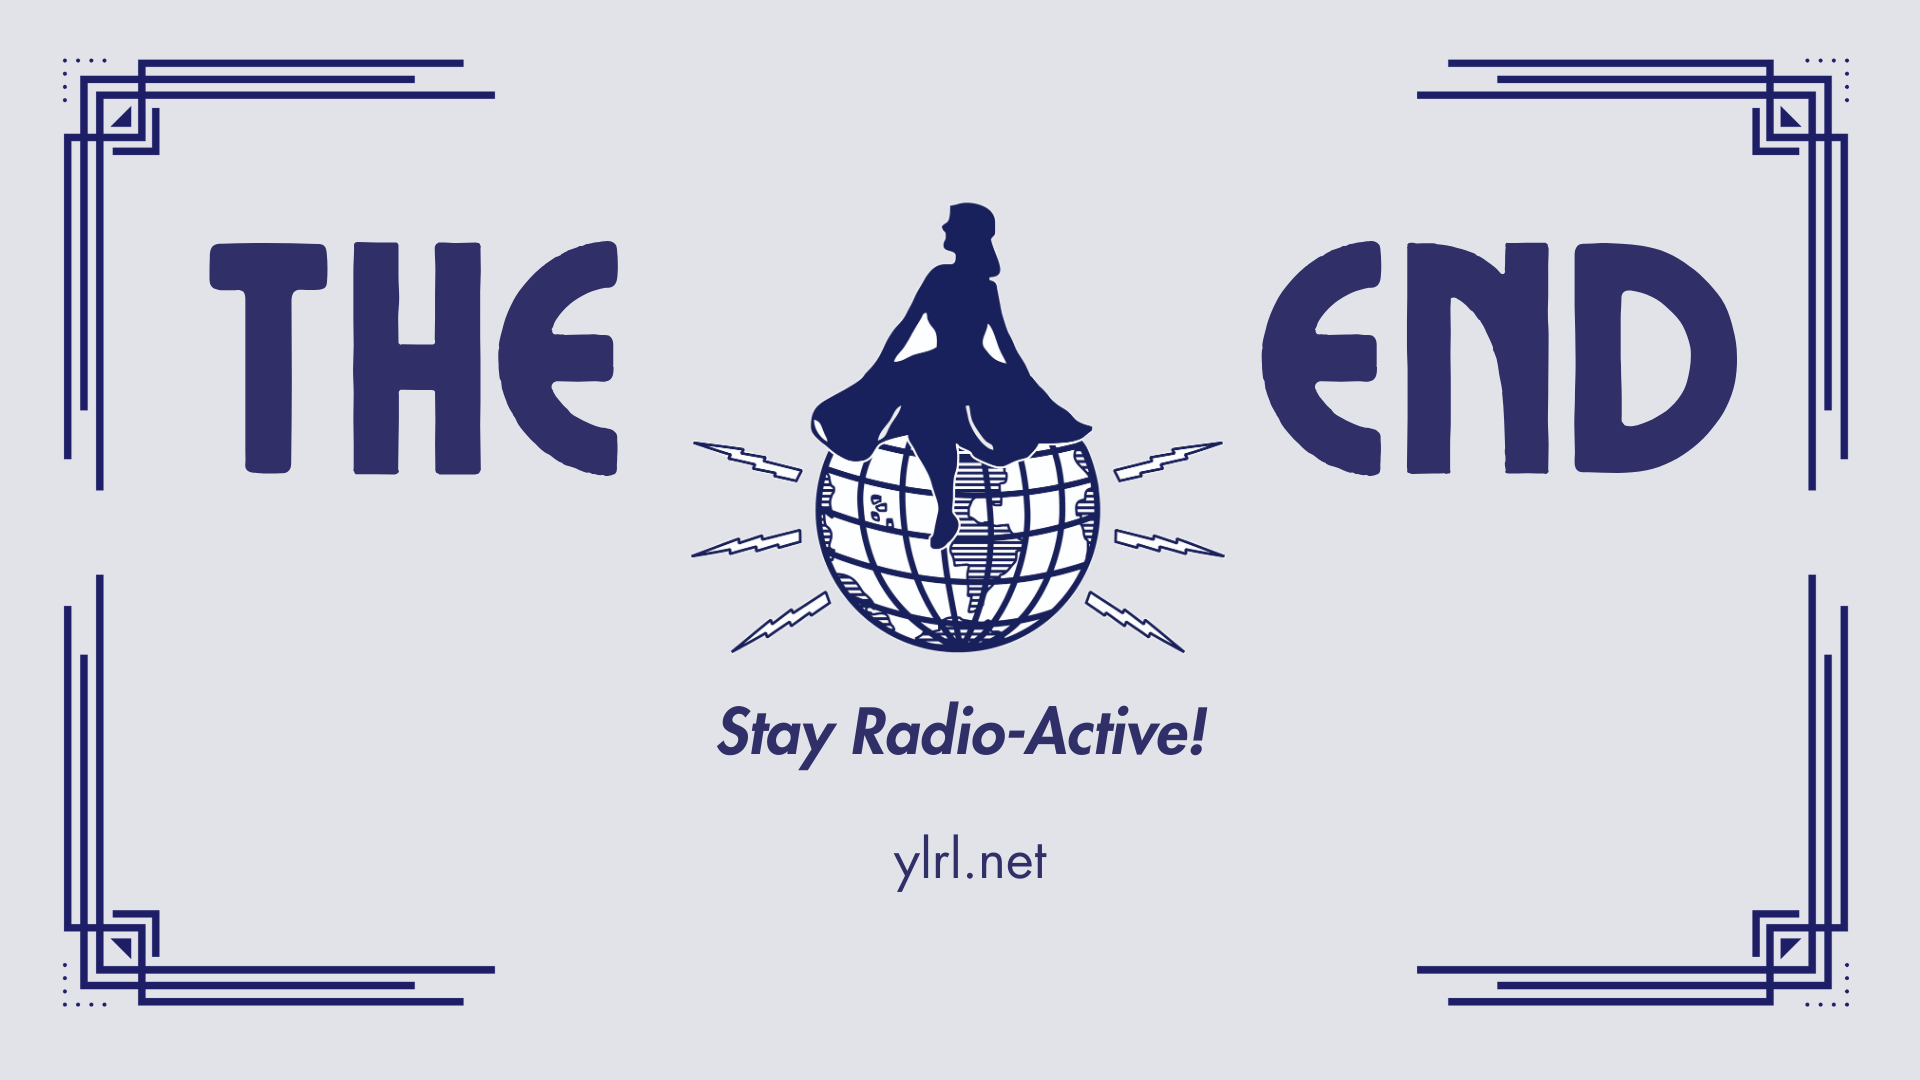 THE END
Stay Radio-Active!
ylrl.net